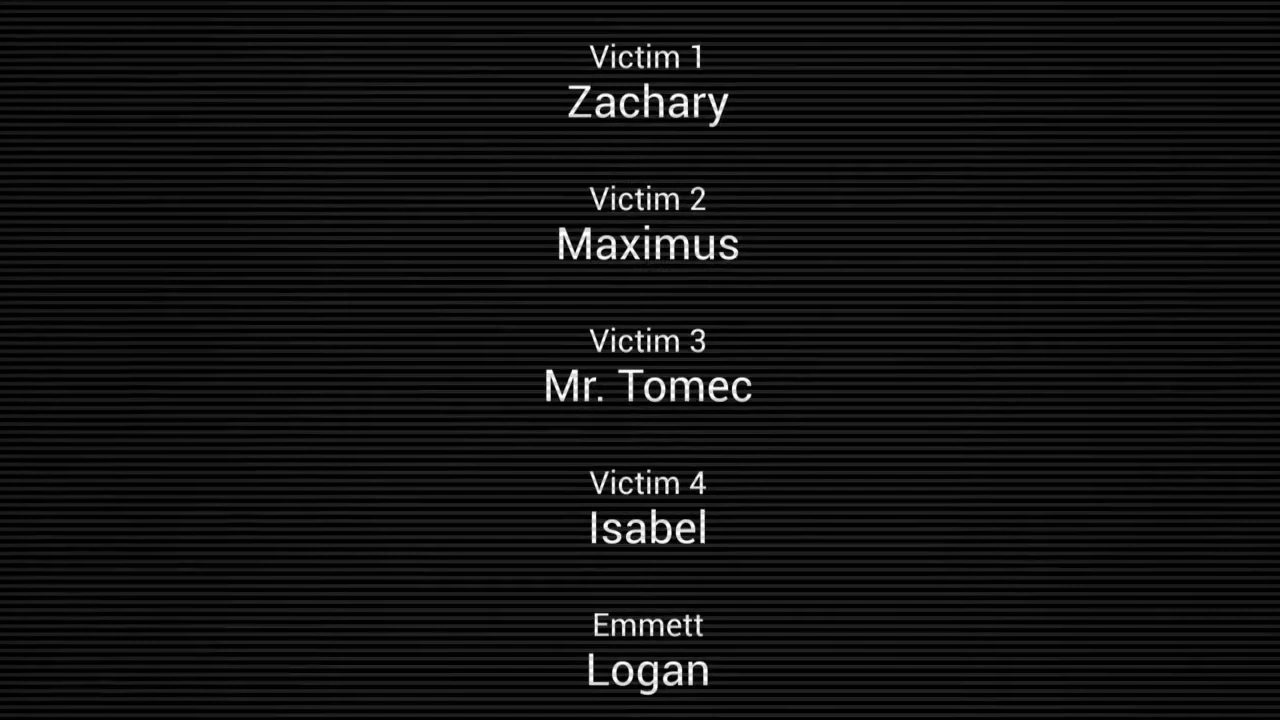 Victim 1
Zachary
Victim 2
Maximus
Victim 3
Mr. Tomec
Victim 4
Isabel
Emmett
Logan